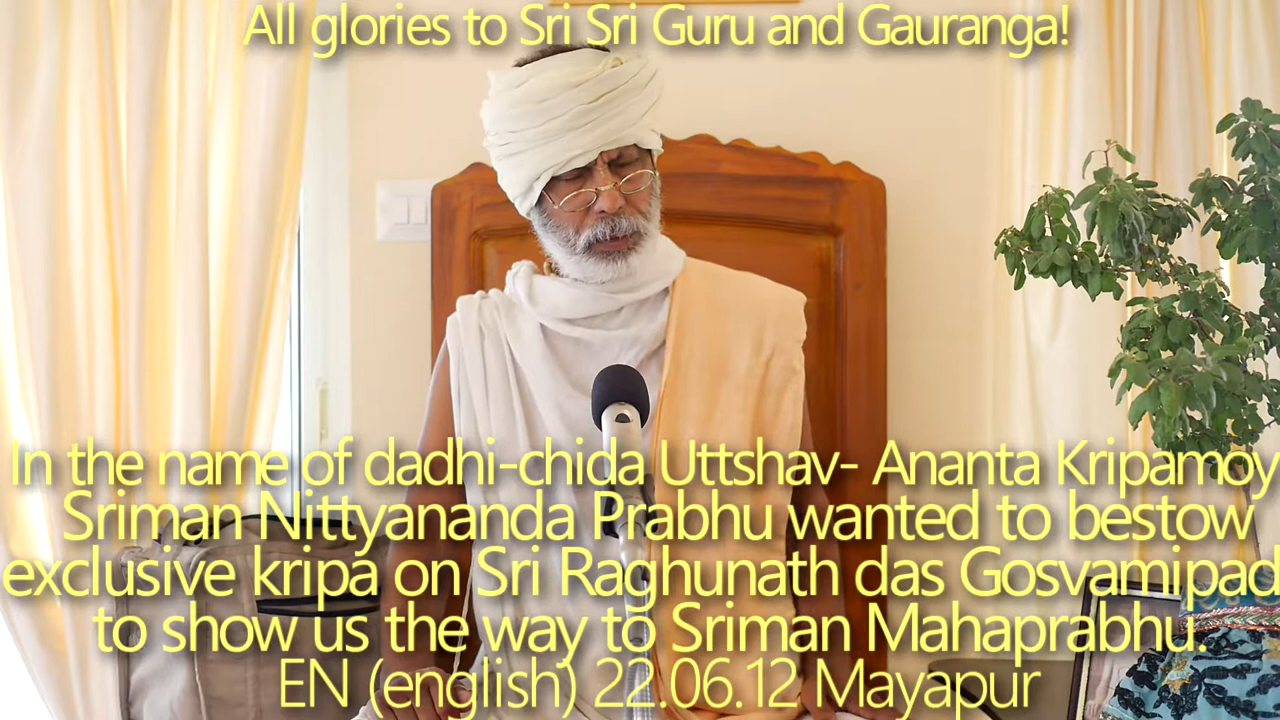 All glories to Sri Sri Guru and Gauranga!
In the name of dadhi-chida Uttshav- Ananta Kripamoy
Sriman Nittyananda Prabhu wanted to bestow
exclusive kripa on Sri Raghunath das Gosvamipad
to show us the way to Sriman Mahaprabhu.
EN (english) 22.06.12 Mayapur